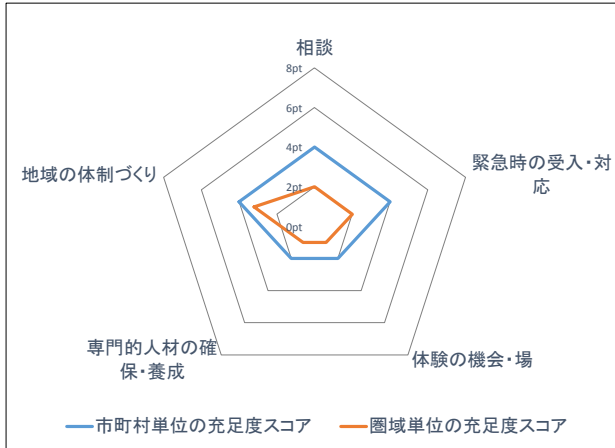 相談
8pt
6pt
4pt
2pt
0pt
緊急時の受入・対
応
体験の機会・場
専門的人材の確
保・養成
地域の体制づくり
市町村単位の充足度スコア
圏域単位の充足度スコア